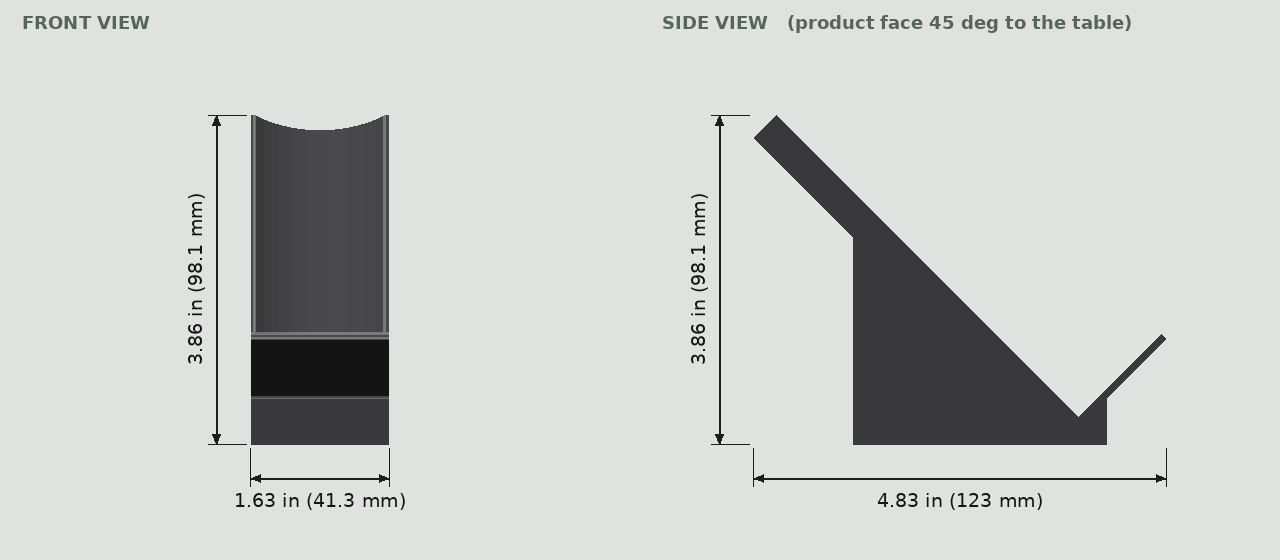 FRONT VIEW
SIDE VIEW (product face 45 deg to the table)
3.86 in (98.1 mm)
3.86 in (98.1 mm)
1.63 in (41.3 mm)
4.83 in (123 mm)